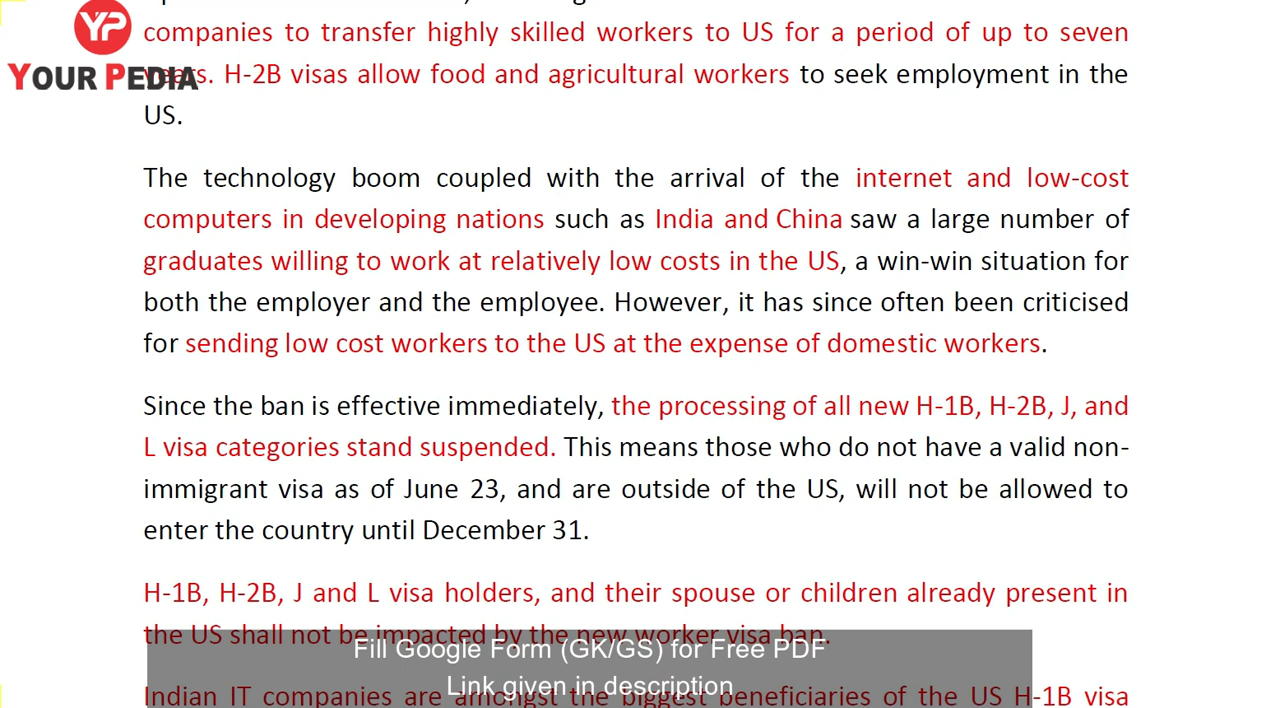 companies to transfer highly skilled workers to US for a period of up to seven
years. H-2B visas allow food and agricultural workers to seek employment in the
US.
YP
YOUR PEDIA
The technology boom coupled with the arrival of the internet and low-cost
computers in developing nations such as India and China saw a large number of
graduates willing to work at relatively low costs in the US, a win-win situation for
both the employer and the employee. However, it has since often been criticised
for sending low cost workers to the US at the expense of domestic workers.
Since the ban is effective immediately, the processing of all new H-1B, H-2B, J, and
L visa categories stand suspended. This means those who do not have a valid non-
immigrant visa as of June 23, and are outside of the US, will not be allowed to
enter the country until December 31.
H-1B, H-2B, J and L visa holders, and their spouse or children already present in
the US shall not be impacted by the new worker visa ban.
Fill Google Form (GK/GS) for Free PDF
Link given in description
Indian IT companies are amongst the biggest beneficiaries of the US H-1B visa